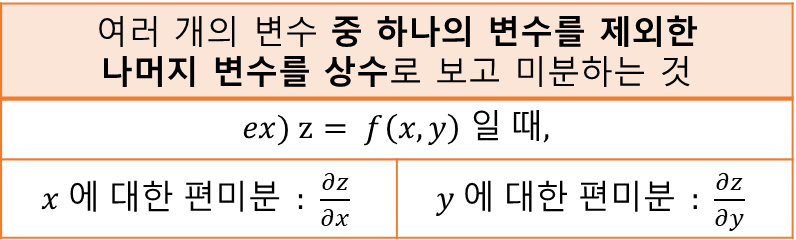 여러 개의 변수 중 하나의 변수를 제외한
나머지 변수를 상수로 보고 미분하는 것
ex) z = f(x, y) 일 때,
x 에 대한 편미분 : ∂z/∂x
y 에 대한 편미분 : ∂z/∂y